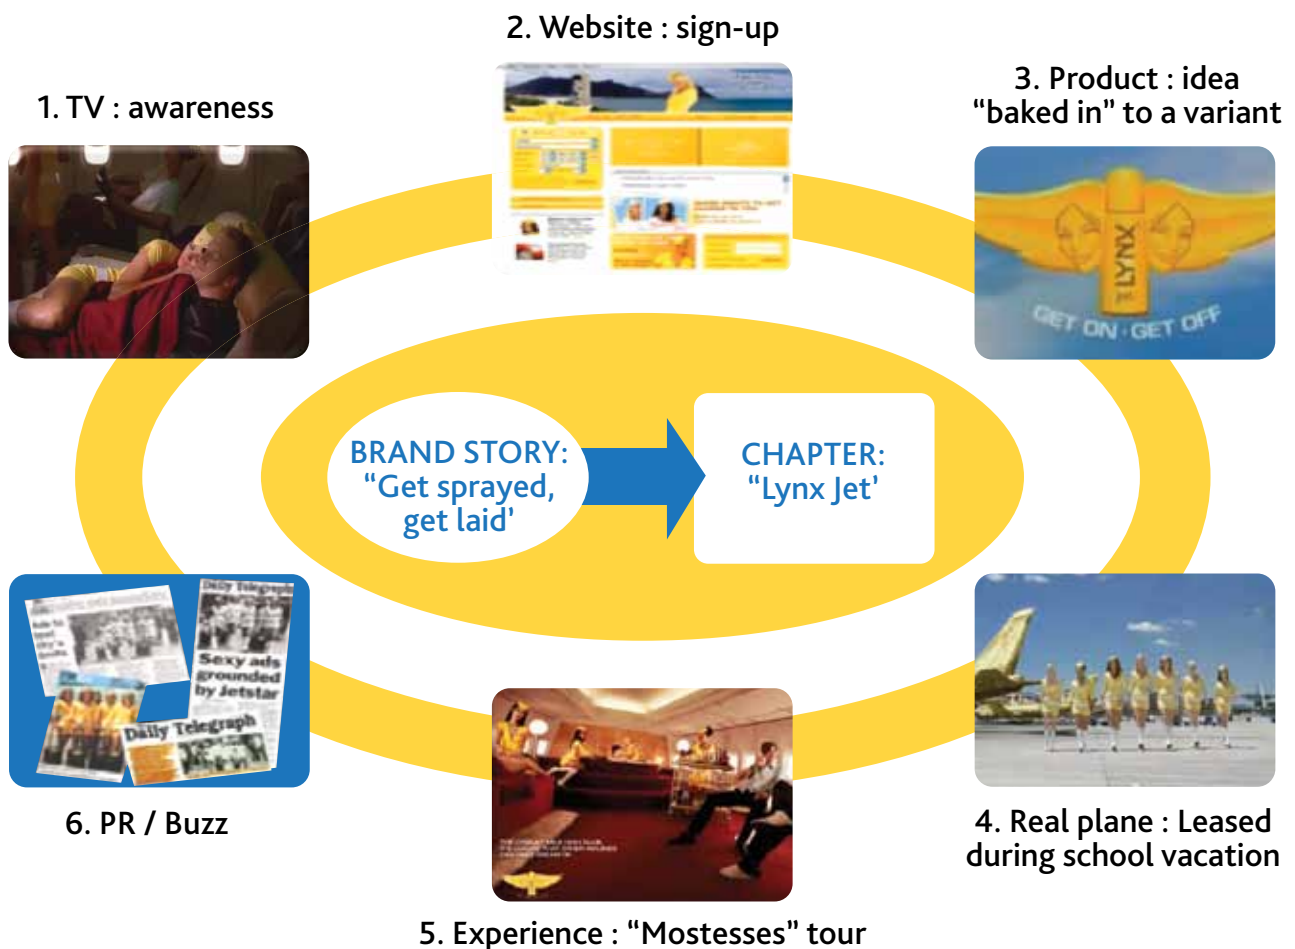 2. Website : sign-up
1. TV : awareness
3. Product : idea
“baked in” to a variant
LYNX
GET ON · GET OFF
BRAND STORY:
“Get sprayed,
get laid’
CHAPTER:
“Lynx Jet’
Daily Telegraph
Sexy ads
grounded
by Jetstar
Daily Telegraph
6. PR / Buzz
4. Real plane : Leased
during school vacation
5. Experience : “Mostesses” tour